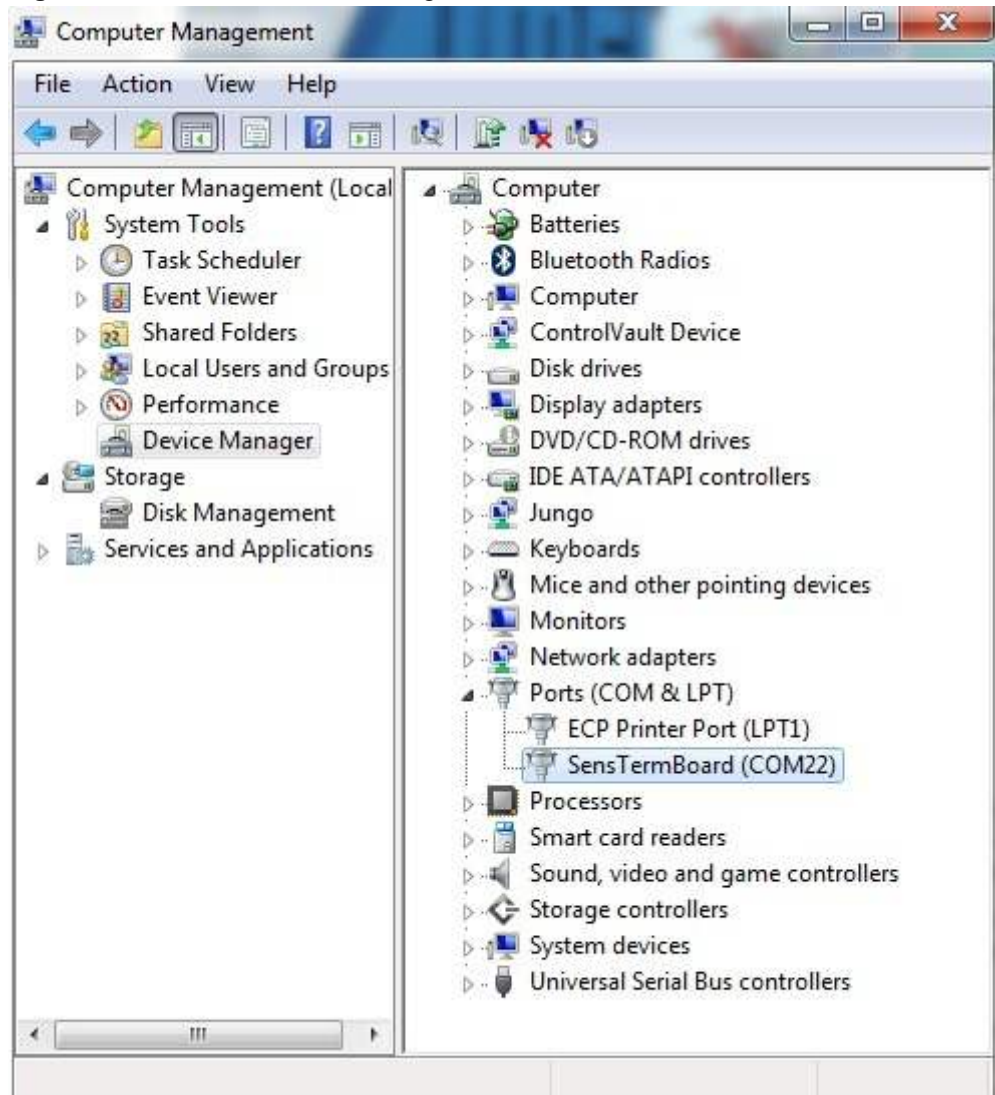 Computer Management
File Action View Help
Computer Management (Local
System Tools
Task Scheduler
Event Viewer
Shared Folders
Local Users and Groups
Performance
Device Manager
Storage
Disk Management
Services and Applications
Computer
Batteries
Bluetooth Radios
Computer
ControlVault Device
Disk drives
Display adapters
DVD/CD-ROM drives
IDE ATA/ATAPI controllers
Jungo
Keyboards
Mice and other pointing devices
Monitors
Network adapters
Ports (COM & LPT)
ECP Printer Port (LPT1)
SensTermBoard (COM22)
Processors
Smart card readers
Sound, video and game controllers
Storage controllers
System devices
Universal Serial Bus controllers